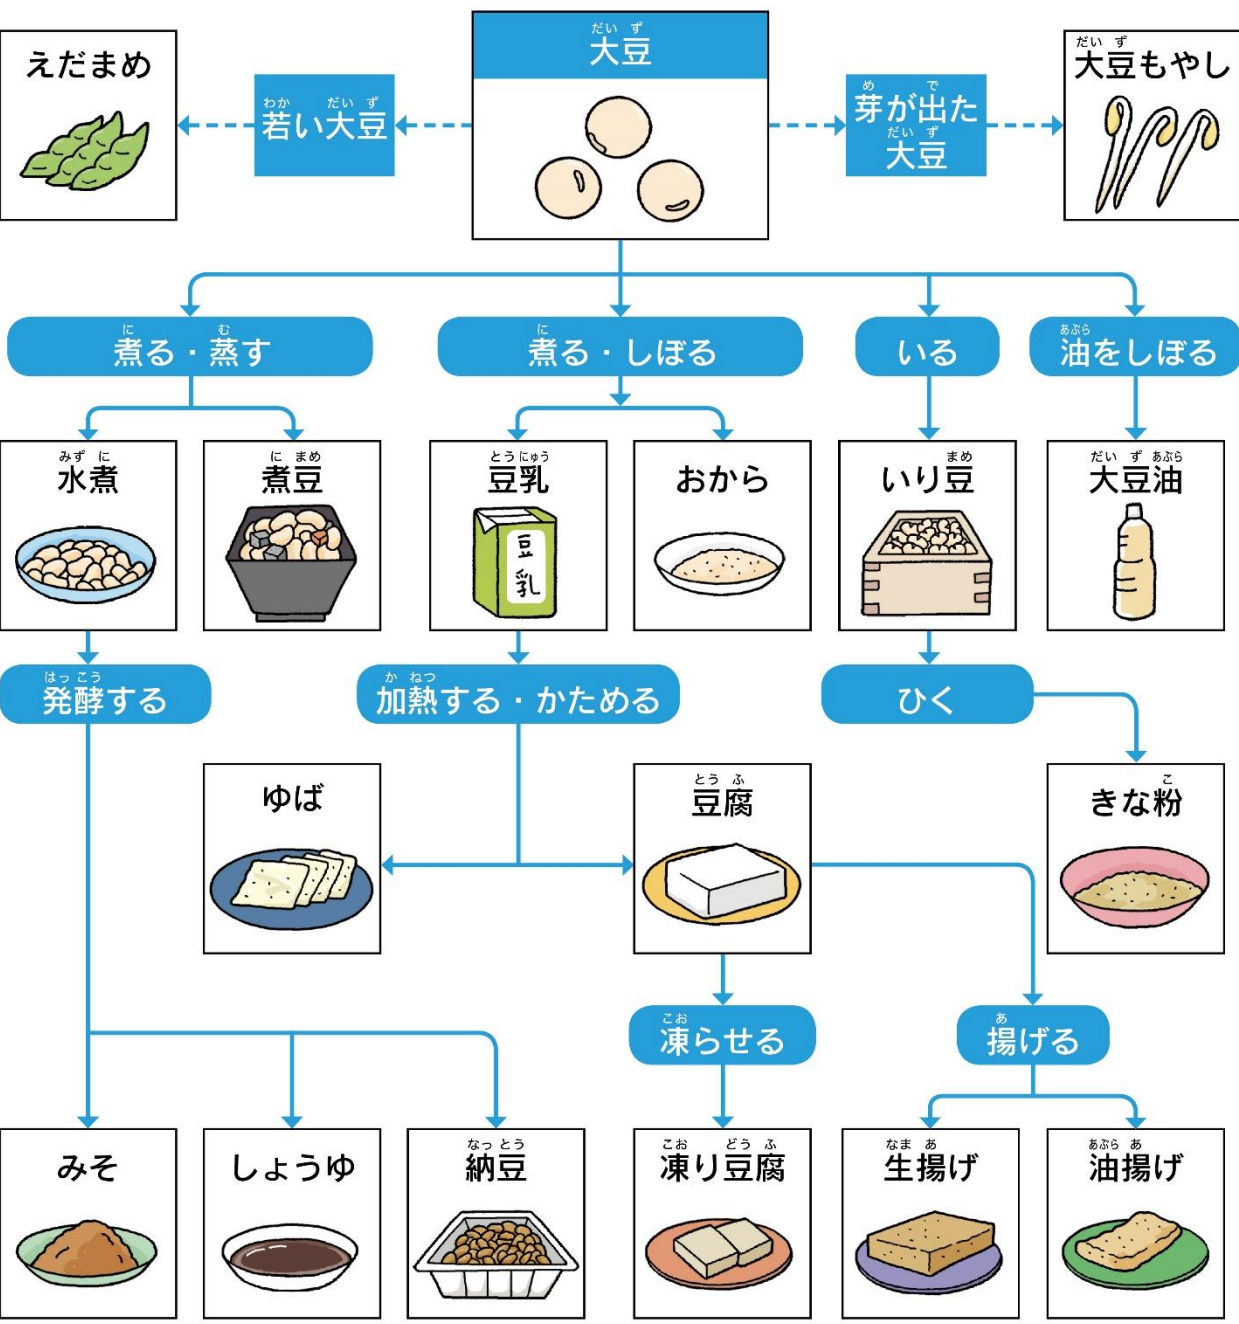 だい ず
大豆
えだまめ
わか だい ず
若い大豆
め で
芽が出た
だい ず
大豆
だい ず
大豆もやし
に む
煮る・蒸す
に
煮る・しぼる
いる
あぶら
油をしぼる
みず に
水煮
に まめ
煮豆
とうにゅう
豆乳
豆
乳
おから
まめ
いり豆
だい ず あぶら
大豆油
はっこう
発酵する
か ねつ
加熱する・かためる
ひく
ゆば
とう ふ
豆腐
こ
きな粉
こお
凍らせる
あ
揚げる
みそ
しょうゆ
なっとう
納豆
こお どう ふ
凍り豆腐
なま あ
生揚げ
あぶら あ
油揚げ